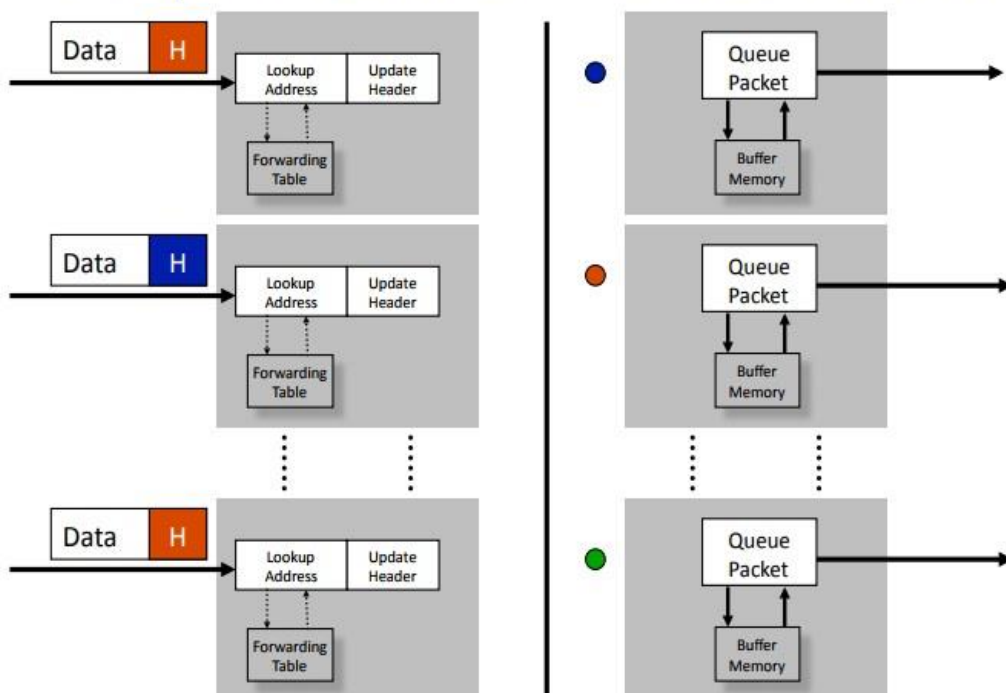 Data H
Lookup Address
Update Header
Forwarding Table
Queue Packet
Buffer Memory
Data H
Lookup Address
Update Header
Forwarding Table
Queue Packet
Buffer Memory
Data H
Lookup Address
Update Header
Forwarding Table
Queue Packet
Buffer Memory